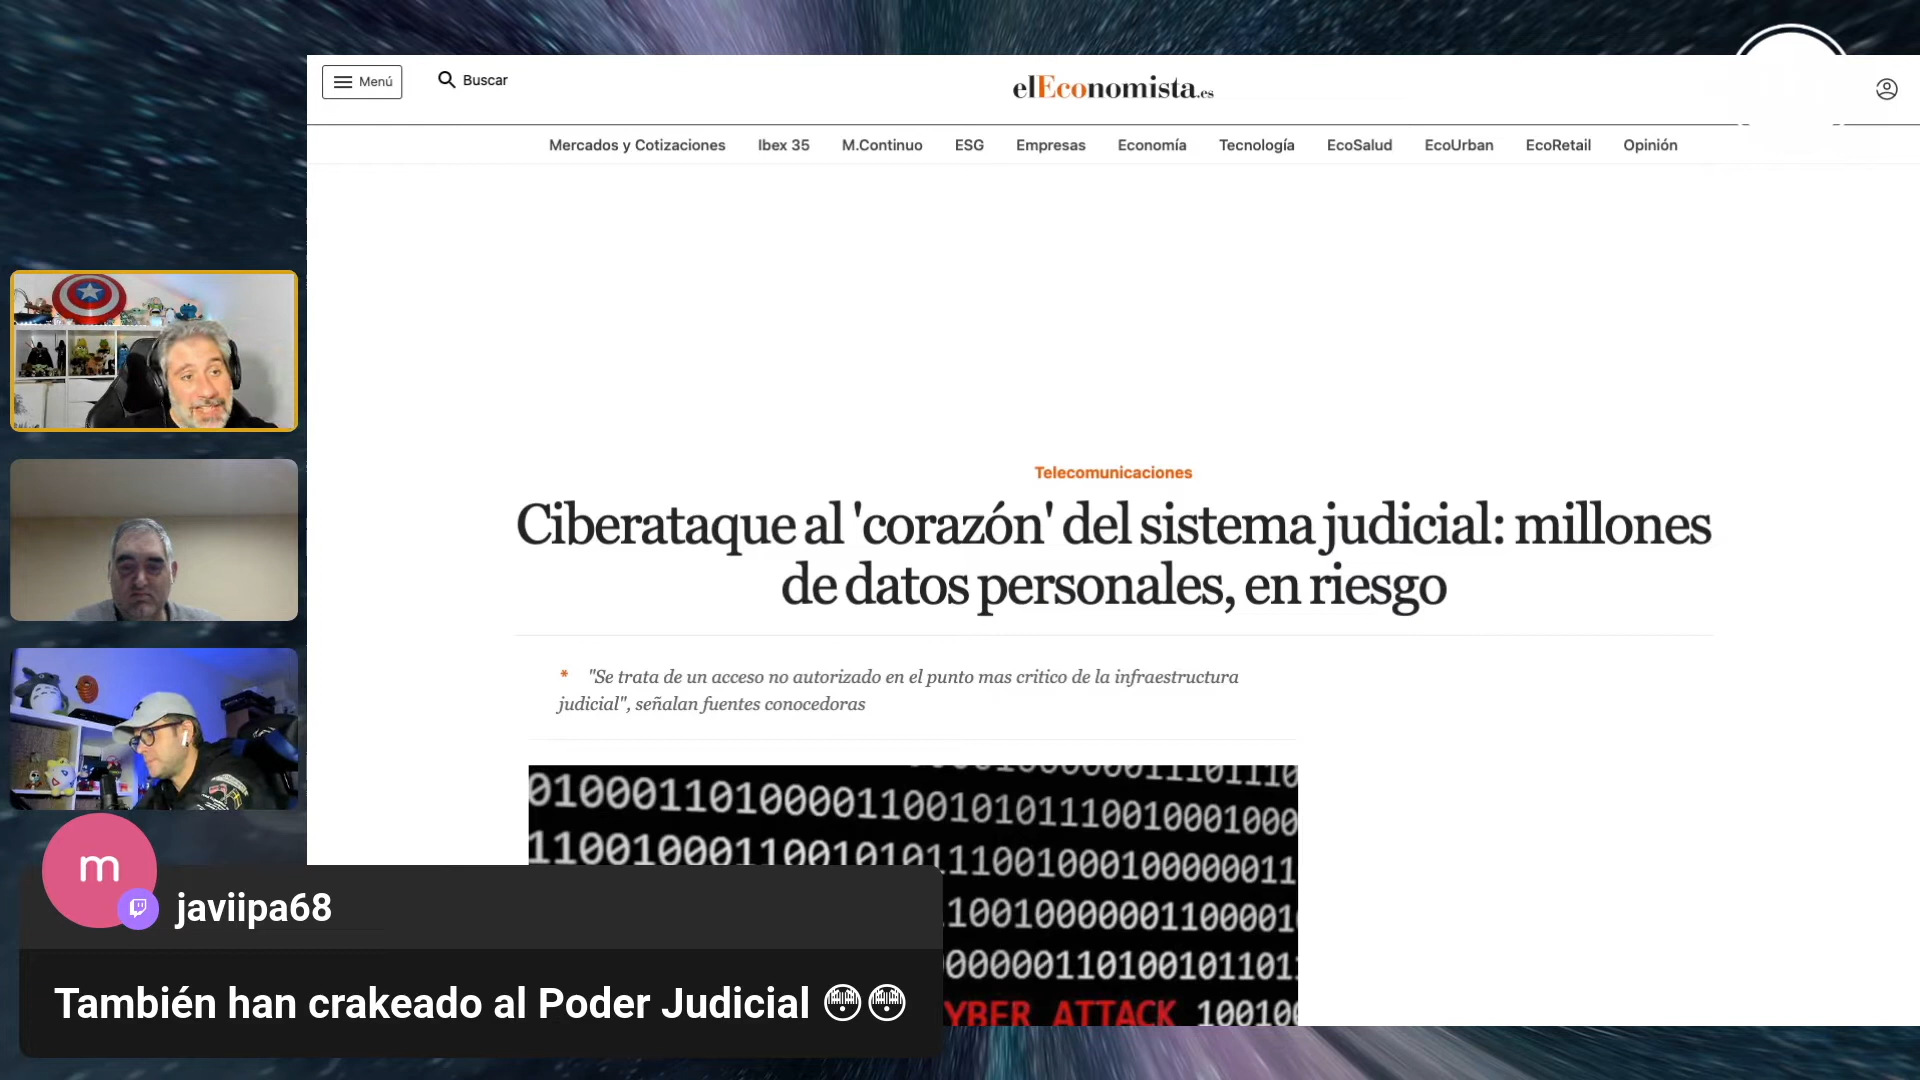 Menú
Buscar
elEconomista.es
Mercados y Cotizaciones Ibex 35 M.Continuo ESG Empresas Economía Tecnología EcoSalud EcoUrban EcoRetail Opinión
Telecomunicaciones
Ciberataque al 'corazón' del sistema judicial: millones
de datos personales, en riesgo
* "Se trata de un acceso no autorizado en el punto mas critico de la infraestructura
judicial", señalan fuentes conocedoras
m
javiipa68
También han crakeado al Poder Judicial
ATTACK